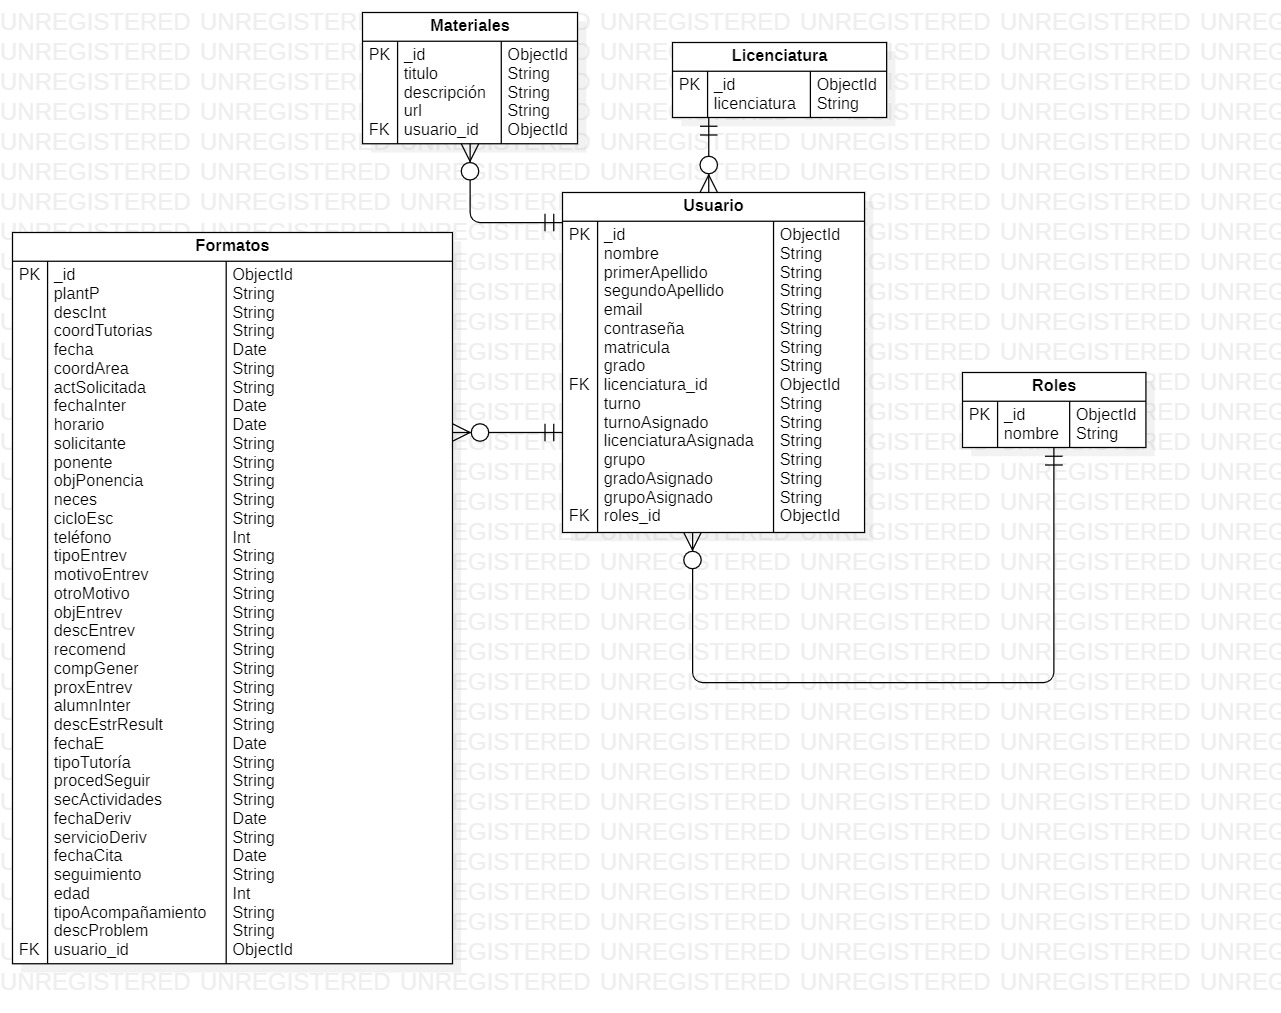 Materiales
PK _id ObjectId
titulo String
descripción String
url String
FK usuario_id ObjectId
Licenciatura
PK _id ObjectId
licenciatura String
Usuario
PK _id ObjectId
nombre String
primerApellido String
segundoApellido String
email String
contraseña String
matricula String
grado String
FK licenciatura_id ObjectId
turno String
turnoAsignado String
licenciaturaAsignada String
grupo String
gradoAsignado String
grupoAsignado String
FK roles_id ObjectId
Formatos
PK _id ObjectId
plantP String
descInt String
coordTutorias String
fecha Date
coordArea String
actSolicitada String
fechaInter Date
horario Date
solicitante String
ponente String
objPonencia String
neces String
cicloEsc String
teléfono Int
tipoEntrev String
motivoEntrev String
otroMotivo String
objEntrev String
descEntrev String
recomend String
compGener String
proxEntrev String
alumnInter String
descEstrResult String
fechaE Date
tipoTutoría String
procedSeguir String
secActividades String
fechaDeriv Date
servicioDeriv String
fechaCita Date
seguimiento String
edad Int
tipoAcompañamiento String
descProblem String
FK usuario_id ObjectId
Roles
PK _id ObjectId
nombre String
UNREGISTERED